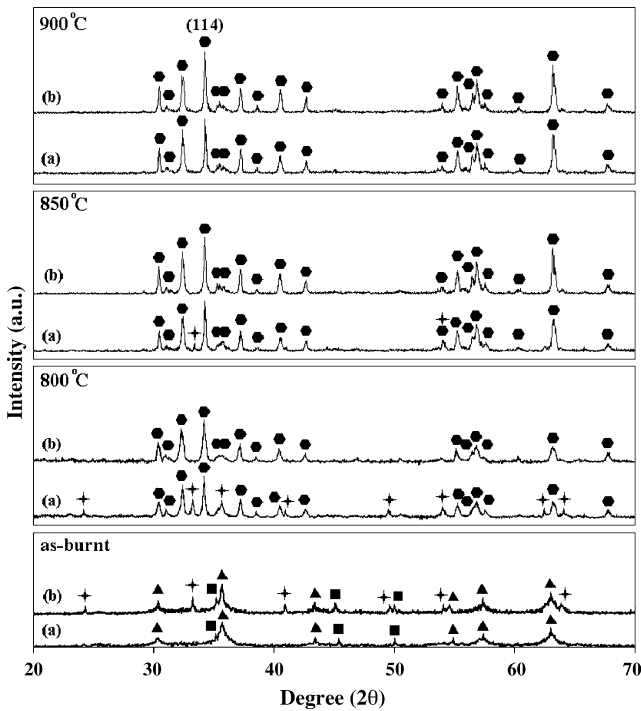 900°C
(114)
(b)
(a)
850°C
(b)
(a)
800°C
(b)
(a)
as-burnt
(b)
(a)
Intensity (a.u.)
20 30 40 50 60 70
Degree (2θ)